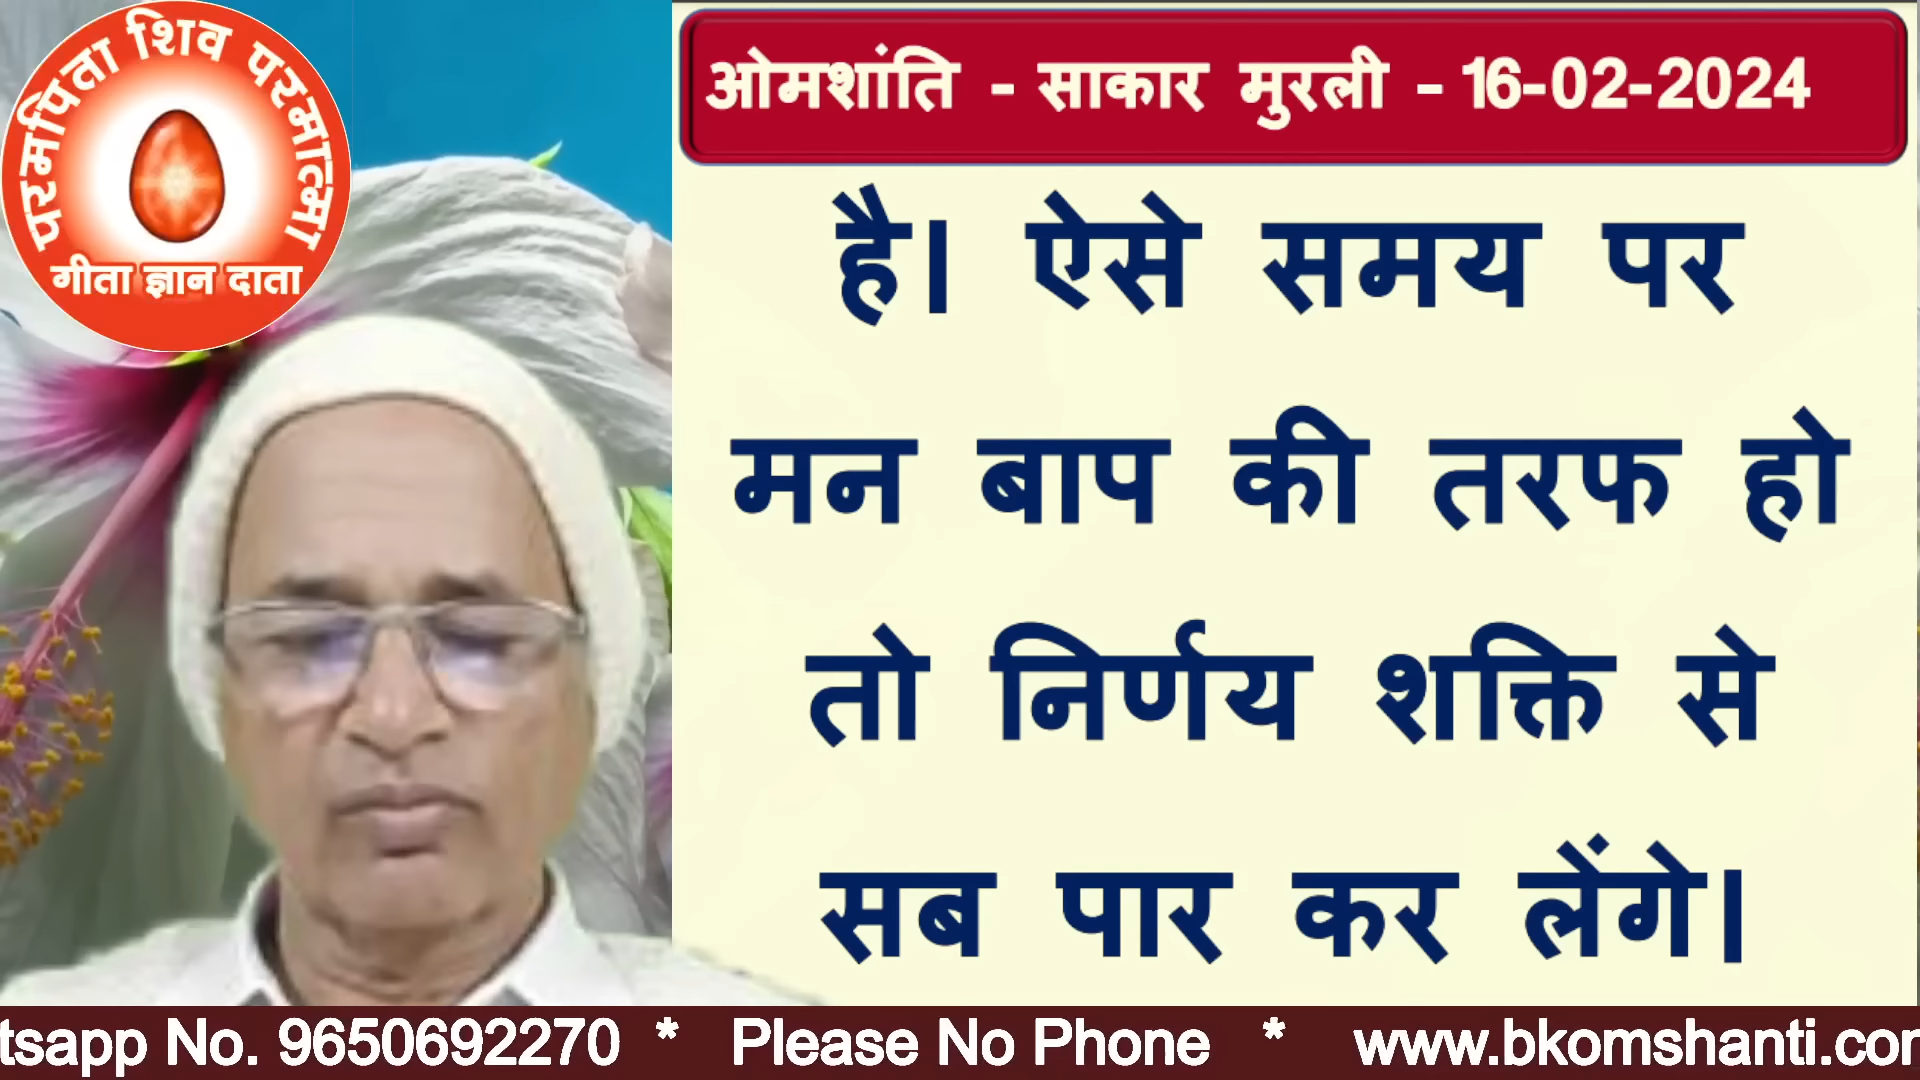 परमपिता शिव परमात्मा
गीता ज्ञान दाता
ओमशांति - साकार मुरली - 16-02-2024
है। ऐसे समय पर
मन बाप की तरफ हो
तो निर्णय शक्ति से
सब पार कर लेंगे।
tsapp No. 9650692270 * Please No Phone * www.bkomshanti.con